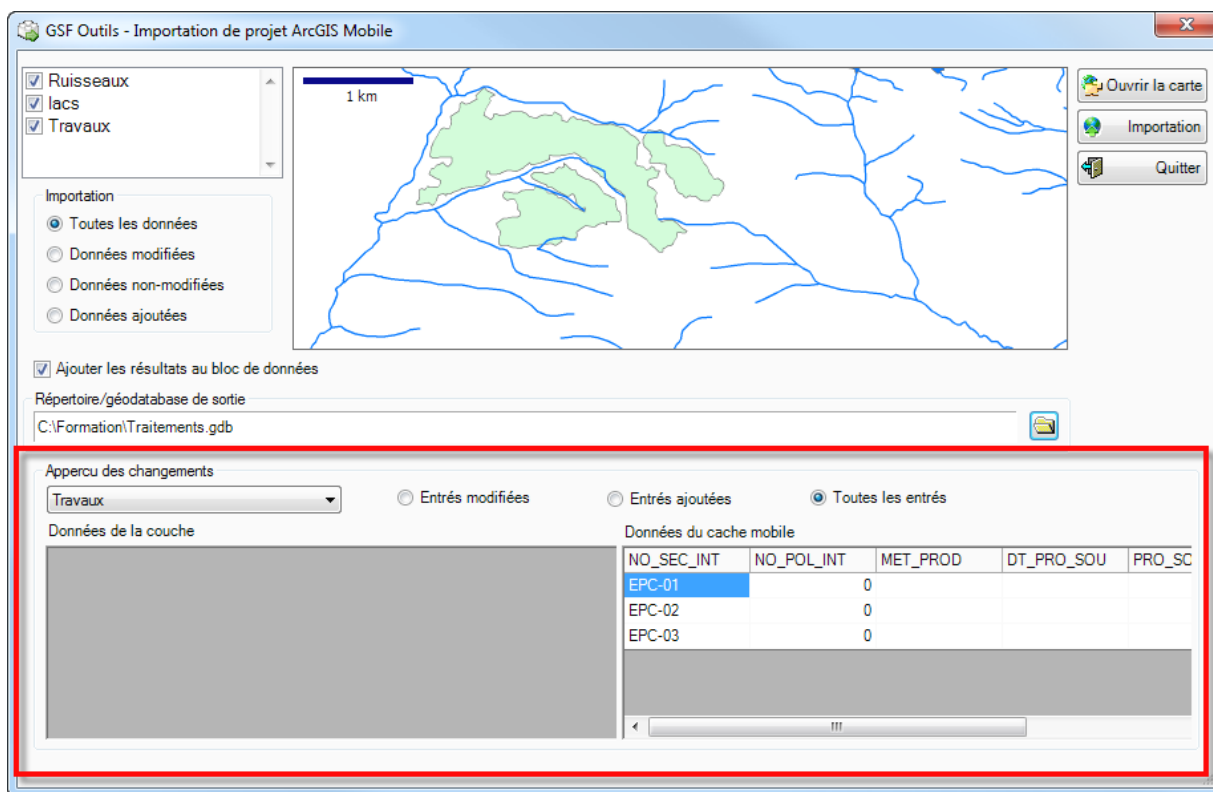 GSF Outils - Importation de projet ArcGIS Mobile
Ruisseaux
lacs
Travaux
1 km
Ouvrir la carte
Importation
Quitter
Importation
Toutes les données
Données modifiées
Données non-modifiées
Données ajoutées
Ajouter les résultats au bloc de données
Répertoire/géodatabase de sortie
C:\Formation\Traitements.gdb
Appercu des changements
Travaux
Entrés modifiées
Entrés ajoutées
Toutes les entrés
Données de la couche
Données du cache mobile
NO_SEC_INT NO_POL_INT MET_PROD DT_PRO_SOU PRO_SC
EPC-01 0
EPC-02 0
EPC-03 0